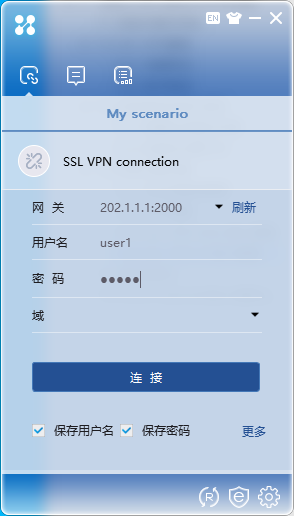 EN
My scenario
SSL VPN connection
网 关 202.1.1.1:2000 刷新
用户名 user1
密 码 ●●●●●
域
连 接
保存用户名 保存密码 更多